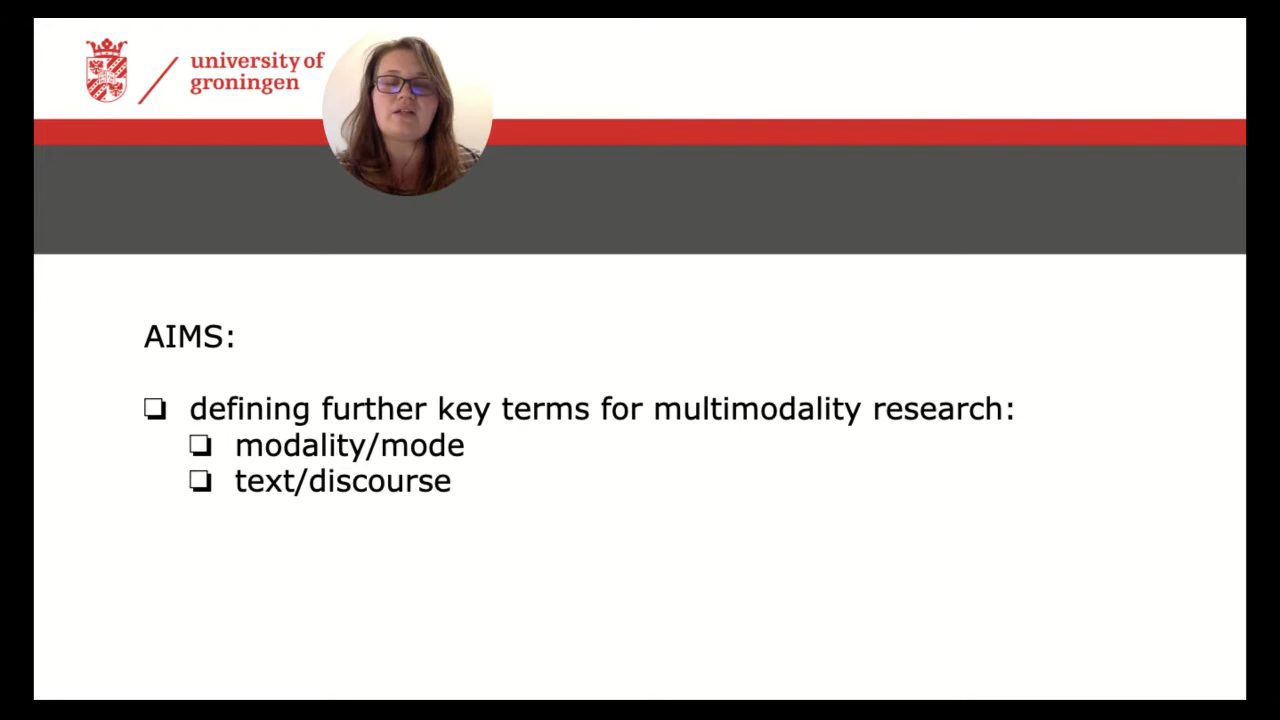 university of
groningen
AIMS:
❏ defining further key terms for multimodality research:
❏ modality/mode
❏ text/discourse